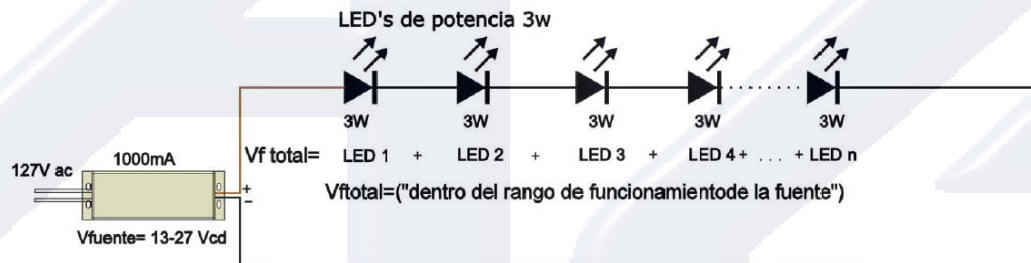 LED's de potencia 3w
3W 3W 3W 3W 3W
Vf total= LED 1 + LED 2 + LED 3 + LED 4 + . . . + LED n
Vftotal=("dentro del rango de funcionamientode la fuente")
127V ac
1000mA
+
−
Vfuente= 13-27 Vcd